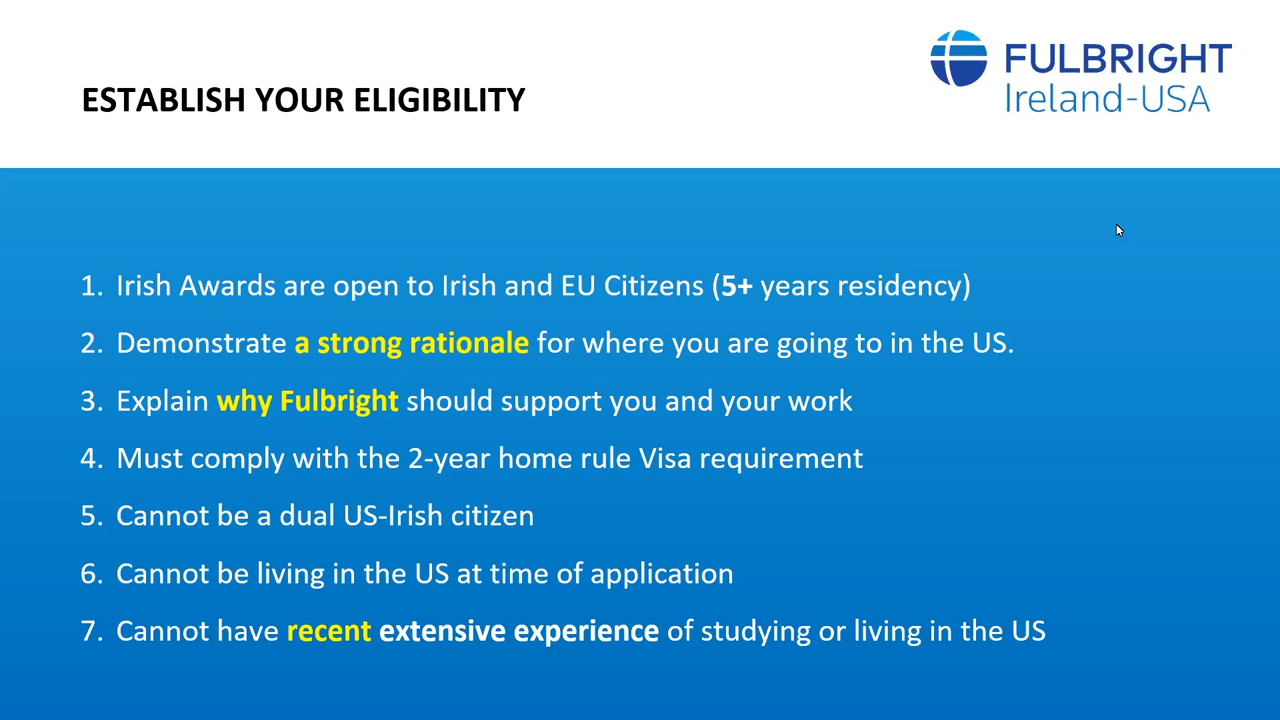 ESTABLISH YOUR ELIGIBILITY
FULBRIGHT
Ireland-USA
1. Irish Awards are open to Irish and EU Citizens (5+ years residency)
2. Demonstrate a strong rationale for where you are going to in the US.
3. Explain why Fulbright should support you and your work
4. Must comply with the 2-year home rule Visa requirement
5. Cannot be a dual US-Irish citizen
6. Cannot be living in the US at time of application
7. Cannot have recent extensive experience of studying or living in the US